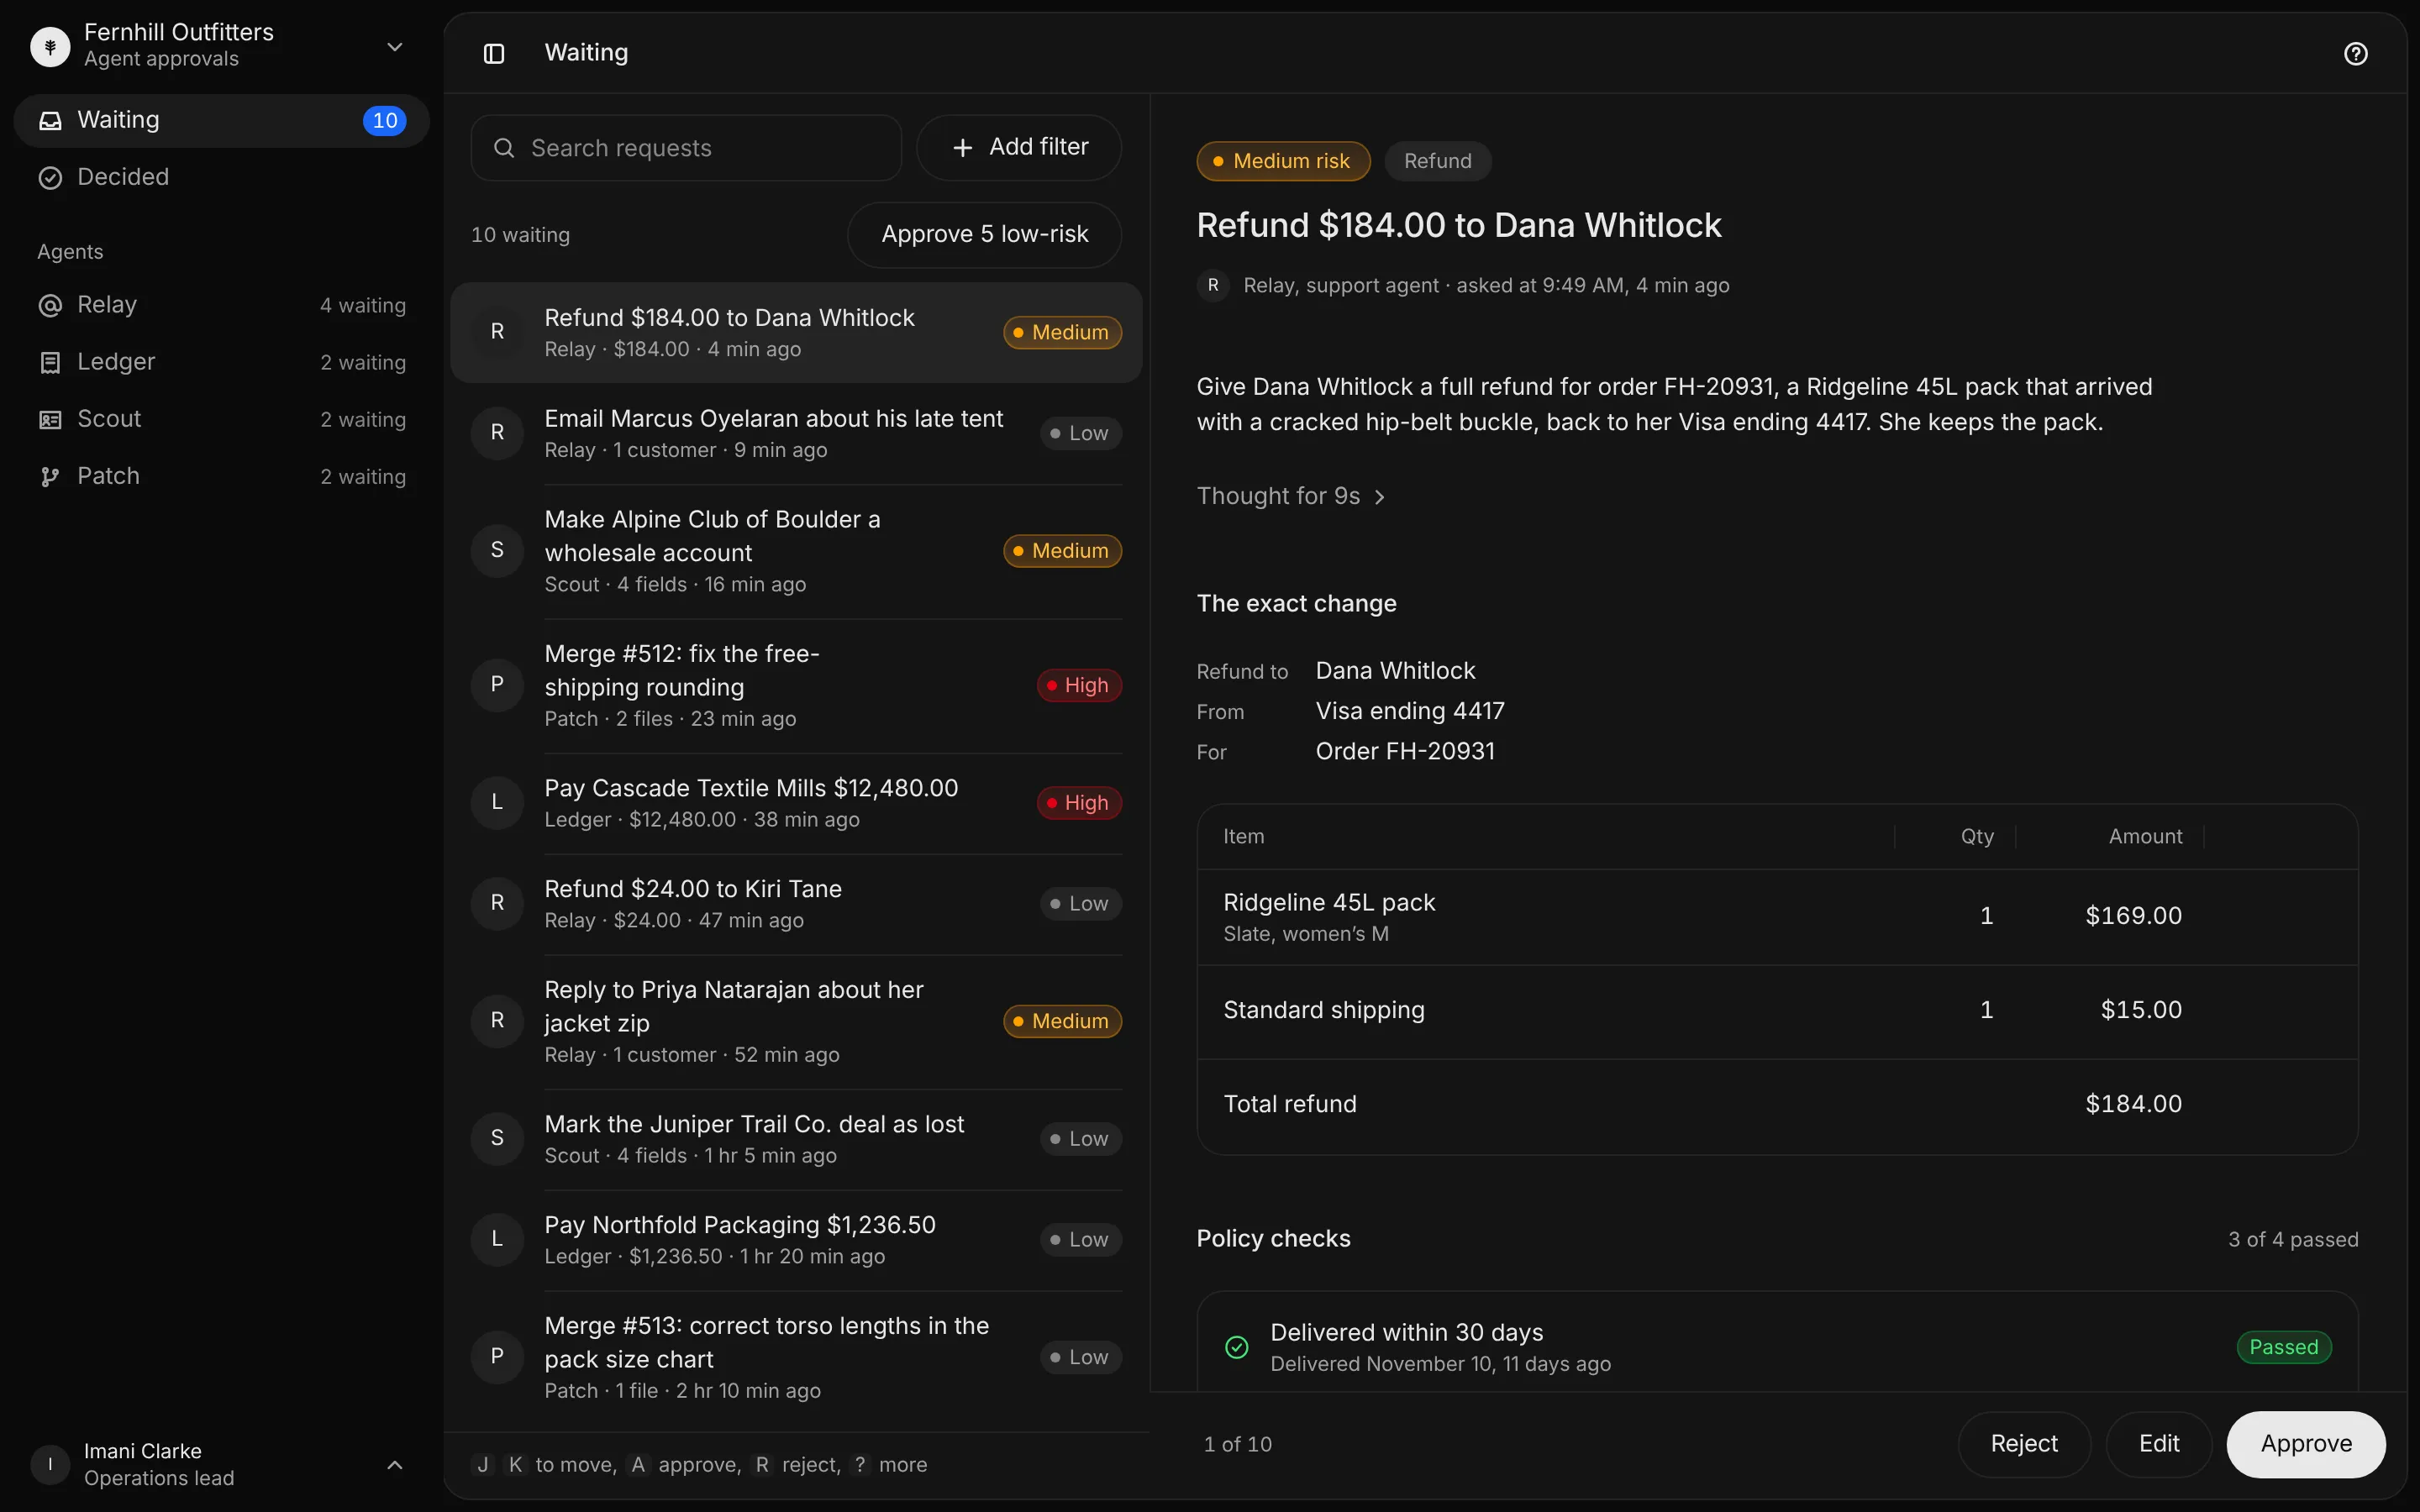 Fernhill Outfitters
Agent approvals
Waiting
10
Decided
Agents
Relay
4 waiting
Ledger
2 waiting
Scout
2 waiting
Patch
2 waiting
I
Imani Clarke
Operations lead
Waiting
Search requests
Add filter
10 waiting
Approve 5 low-risk
R
Refund $184.00 to Dana Whitlock
Relay · $184.00 · 4 min ago
Medium
R
Email Marcus Oyelaran about his late tent
Relay · 1 customer · 9 min ago
Low
S
Make Alpine Club of Boulder a
wholesale account
Scout · 4 fields · 16 min ago
Medium
P
Merge #512: fix the free-
shipping rounding
Patch · 2 files · 23 min ago
High
L
Pay Cascade Textile Mills $12,480.00
Ledger · $12,480.00 · 38 min ago
High
R
Refund $24.00 to Kiri Tane
Relay · $24.00 · 47 min ago
Low
R
Reply to Priya Natarajan about her
jacket zip
Relay · 1 customer · 52 min ago
Medium
S
Mark the Juniper Trail Co. deal as lost
Scout · 4 fields · 1 hr 5 min ago
Low
L
Pay Northfold Packaging $1,236.50
Ledger · $1,236.50 · 1 hr 20 min ago
Low
P
Merge #513: correct torso lengths in the
pack size chart
Patch · 1 file · 2 hr 10 min ago
Low
J K to move, A approve, R reject, ? more
Medium risk
Refund
Refund $184.00 to Dana Whitlock
R
Relay, support agent · asked at 9:49 AM, 4 min ago
Give Dana Whitlock a full refund for order FH-20931, a Ridgeline 45L pack that arrived
with a cracked hip-belt buckle, back to her Visa ending 4417. She keeps the pack.
Thought for 9s
The exact change
Refund to Dana Whitlock
From Visa ending 4417
For Order FH-20931
Item Qty Amount
Ridgeline 45L pack
Slate, women’s M
1 $169.00
Standard shipping 1 $15.00
Total refund $184.00
Policy checks
3 of 4 passed
Delivered within 30 days
Delivered November 10, 11 days ago
Passed
1 of 10
Reject
Edit
Approve